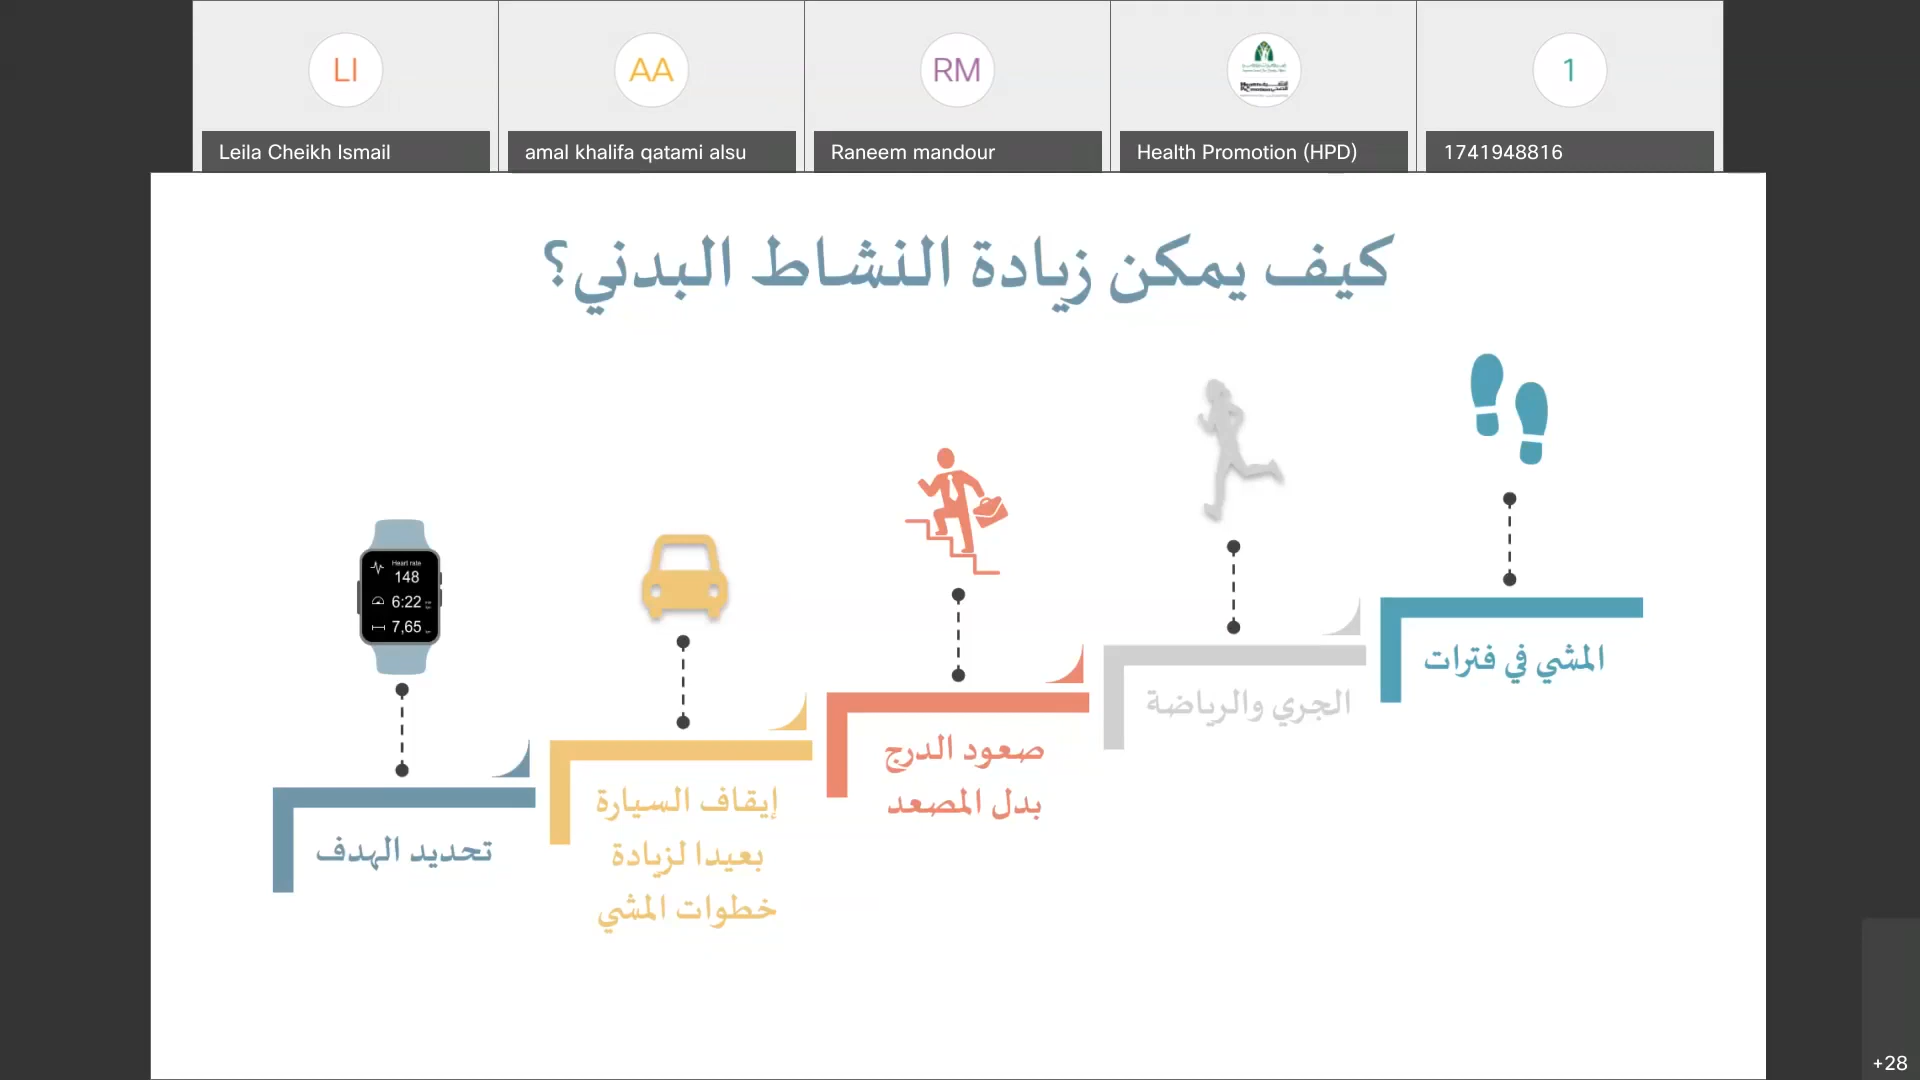 LI
AA
RM
1
Leila Cheikh Ismail
amal khalifa qatami alsu
Raneem mandour
Health Promotion (HPD)
1741948816
كيف يمكن زيادة النشاط البدني؟
المشي في فترات
الجري والرياضة
صعود الدرج
بدل المصعد
إيقاف السيارة
بعيدا لزيادة
خطوات المشي
تحديد الهدف
Heart rate
148
6:22
7,65
+28